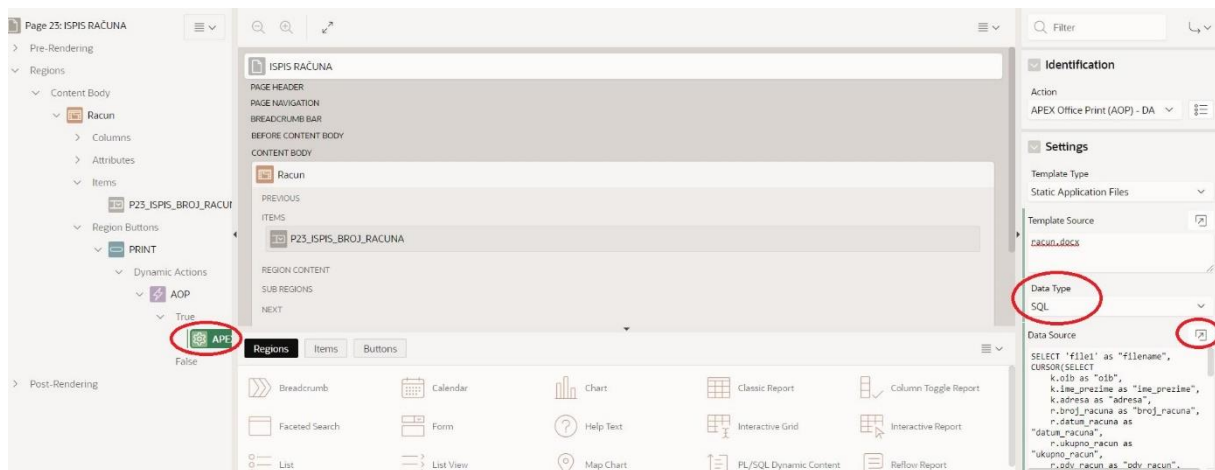 Page 23: ISPIS RAČUNA
Pre-Rendering
Regions
Content Body
Racun
Columns
Attributes
Items
P23_ISPIS_BROJ_RACUN
Region Buttons
PRINT
Dynamic Actions
AOP
True
APE
False
Post-Rendering
ISPIS RAČUNA
PAGE HEADER
PAGE NAVIGATION
BREADCRUMB BAR
BEFORE CONTENT BODY
CONTENT BODY
Racun
PREVIOUS
ITEMS
P23_ISPIS_BROJ_RACUNA
REGION CONTENT
SUB REGIONS
NEXT
Regions Items Buttons
Breadcrumb Calendar Chart Classic Report Column Toggle Report
Faceted Search Form Help Text Interactive Grid Interactive Report
List List View Map Chart PL/SQL Dynamic Content Reflow Report
Filter
Identification
Action
APEX Office Print (AOP) - DA
Settings
Template Type
Static Application Files
Template Source
racun.docx
Data Type
SQL
Data Source
SELECT 'file1' as "filename",
CURSOR(SELECT
k.oib as "oib",
k.ime_prezime as "ime_prezime",
k.adresa as "adresa",
r.broj_racuna as "broj_racuna",
r.datum_racuna as
"datum_racuna",
r.ukupno_racun as
"ukupno_racun",
r.pdv_racun as "pdv_racun",